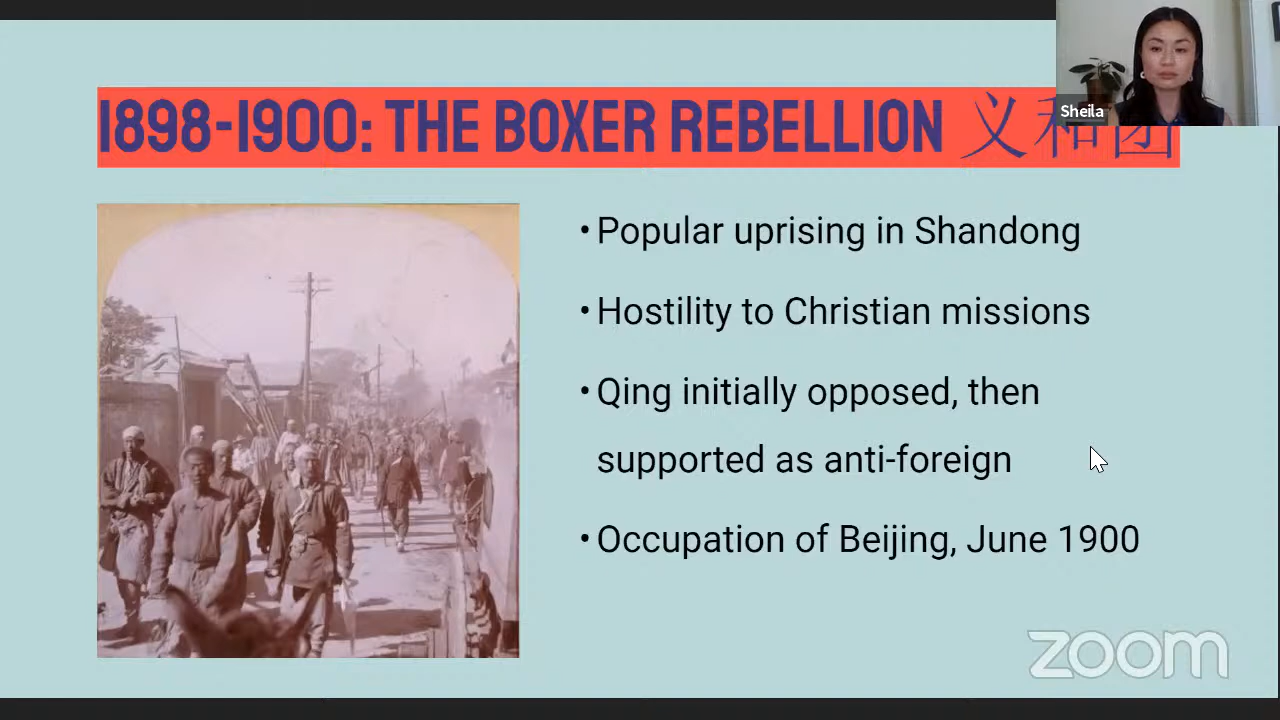 Sheila
1898-1900: THE BOXER REBELLION 义和团
• Popular uprising in Shandong
• Hostility to Christian missions
• Qing initially opposed, then
supported as anti-foreign
• Occupation of Beijing, June 1900
zoom